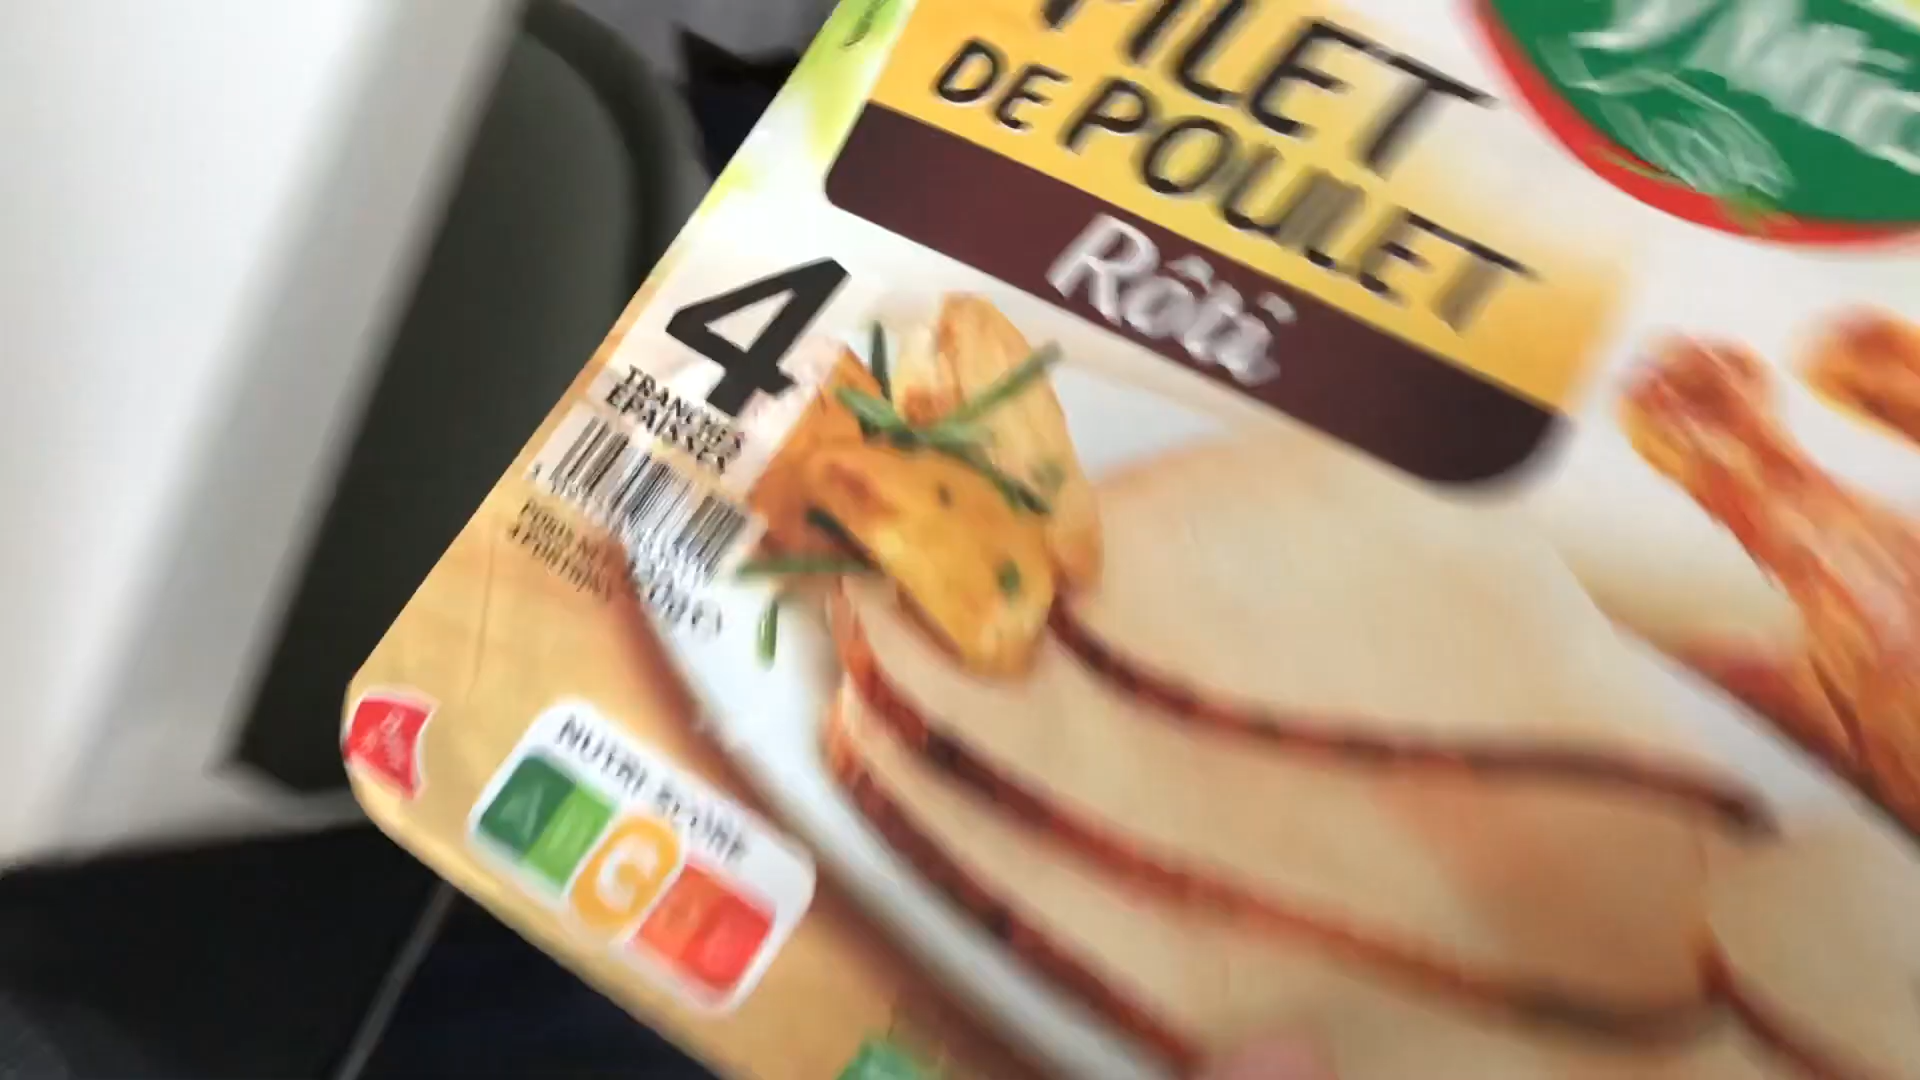 FILET
DE POULET
Rôti
4
TRANCHES
ÉPAISSES
NUTRI-SCORE
A B C D E